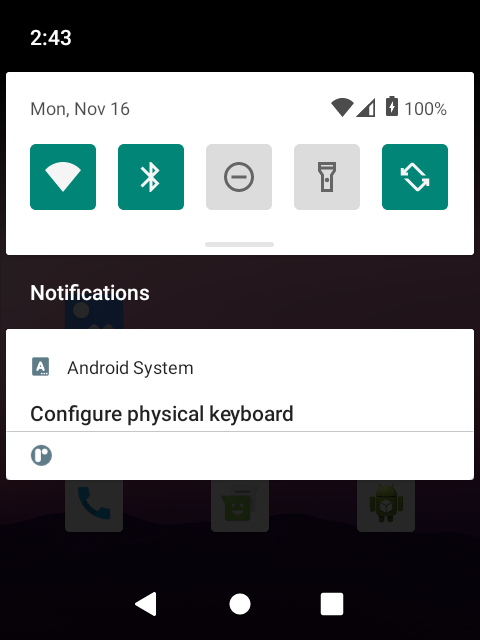 2:43
Mon, Nov 16
100%
Notifications
Android System
Configure physical keyboard